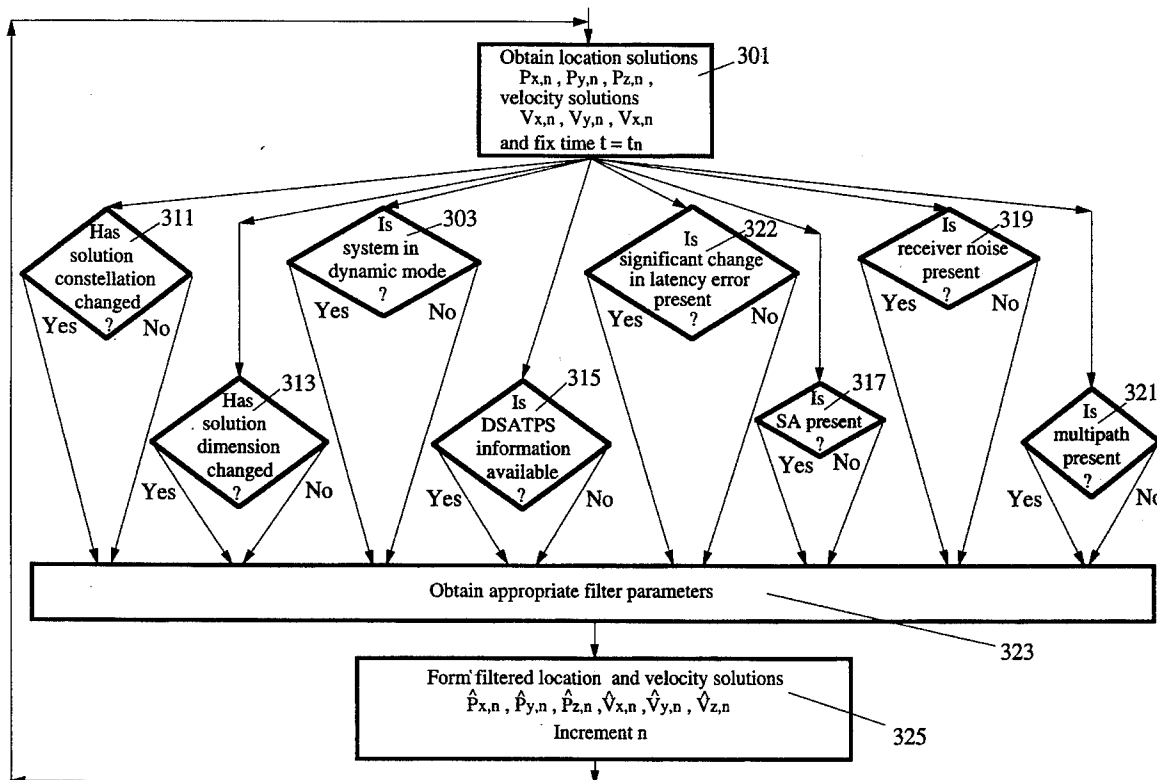 Obtain location solutions
Px,n , Py,n , Pz,n ,
velocity solutions
Vx,n , Vy,n , Vx,n
and fix time t = tn
301
Has
solution
constellation
changed
?
311
Yes
No
Is
system in
dynamic mode
?
303
Yes
No
Is
significant change
in latency error
present
?
322
Yes
No
Is
receiver noise
present
?
319
Yes
No
Has
solution
dimension
changed
?
313
Yes
No
Is
DSATPS
information
available
?
315
Yes
No
Is
SA present
?
317
Yes
No
Is
multipath
present
?
321
Yes
No
Obtain appropriate filter parameters
323
Form filtered location and velocity solutions
P̂x,n , P̂y,n , P̂z,n , V̂x,n , V̂y,n , V̂z,n
Increment n
325